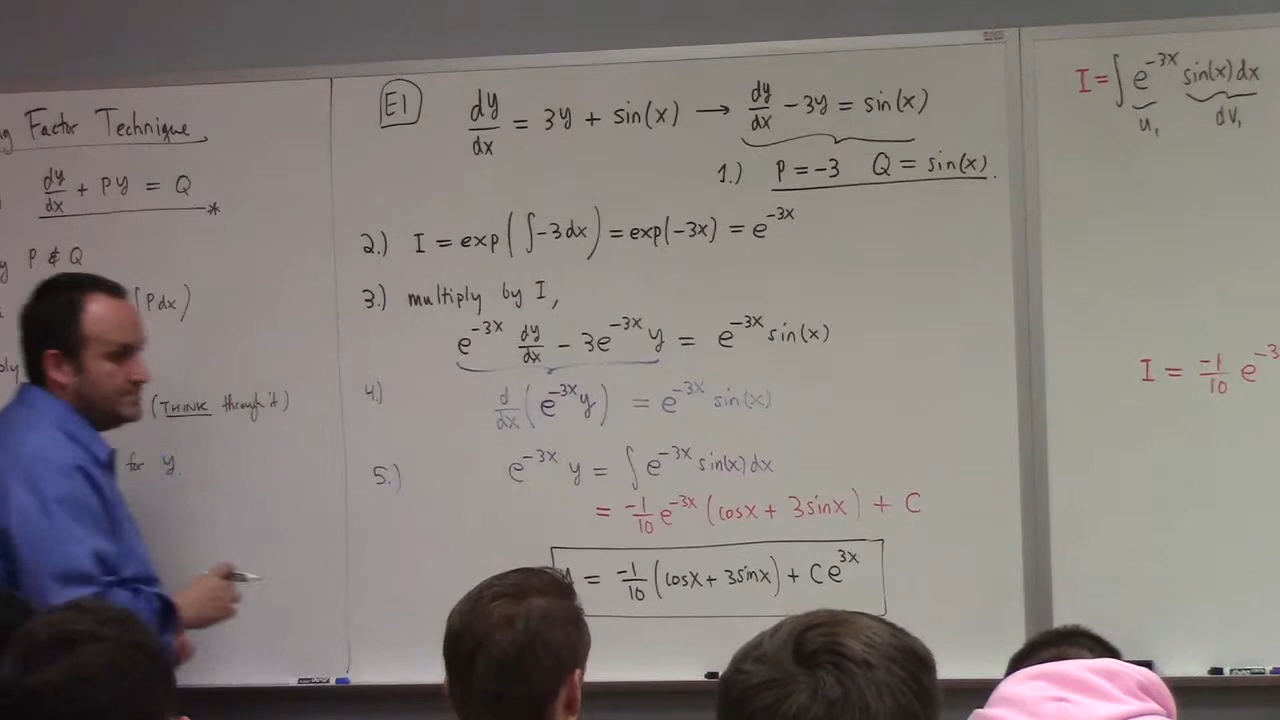 Factor Technique
dy/dx + Py = Q *
P & Q
∫Pdx)
(THINK through it)
for y.
E1 dy/dx = 3y + sin(x) → dy/dx - 3y = sin(x)
1.) P = -3 Q = sin(x).
2.) I = exp(∫-3dx) = exp(-3x) = e^{-3x}
3.) multiply by I,
e^{-3x} dy/dx - 3e^{-3x}y = e^{-3x} sin(x)
4.) d/dx (e^{-3x}y) = e^{-3x} sin(x)
5.) e^{-3x} y = ∫e^{-3x} sin(x)dx
= -1/10 e^{-3x} (cosx + 3sinx) + C
= -1/10 (cosx + 3sinx) + Ce^{3x}
I = ∫e^{-3x} sin(x)dx
u₁ dv₁
I = -1/10 e^{-3